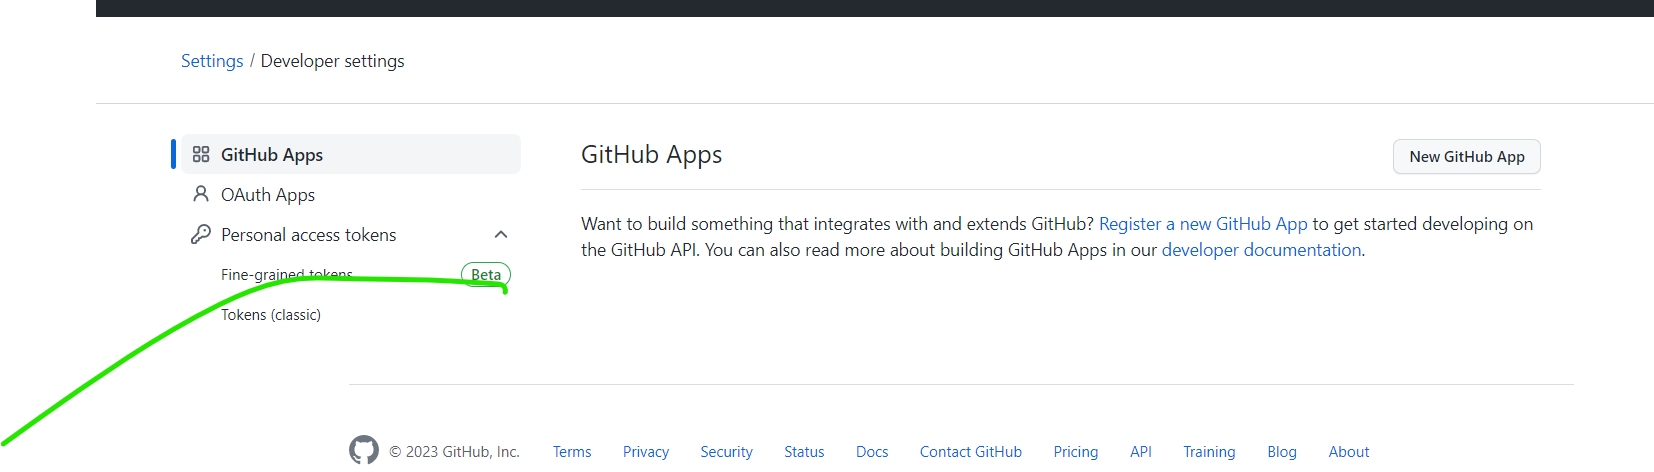 Settings / Developer settings
GitHub Apps
OAuth Apps
Personal access tokens
Fine-grained tokens Beta
Tokens (classic)
GitHub Apps
New GitHub App
Want to build something that integrates with and extends GitHub? Register a new GitHub App to get started developing on
the GitHub API. You can also read more about building GitHub Apps in our developer documentation.
© 2023 GitHub, Inc. Terms Privacy Security Status Docs Contact GitHub Pricing API Training Blog About